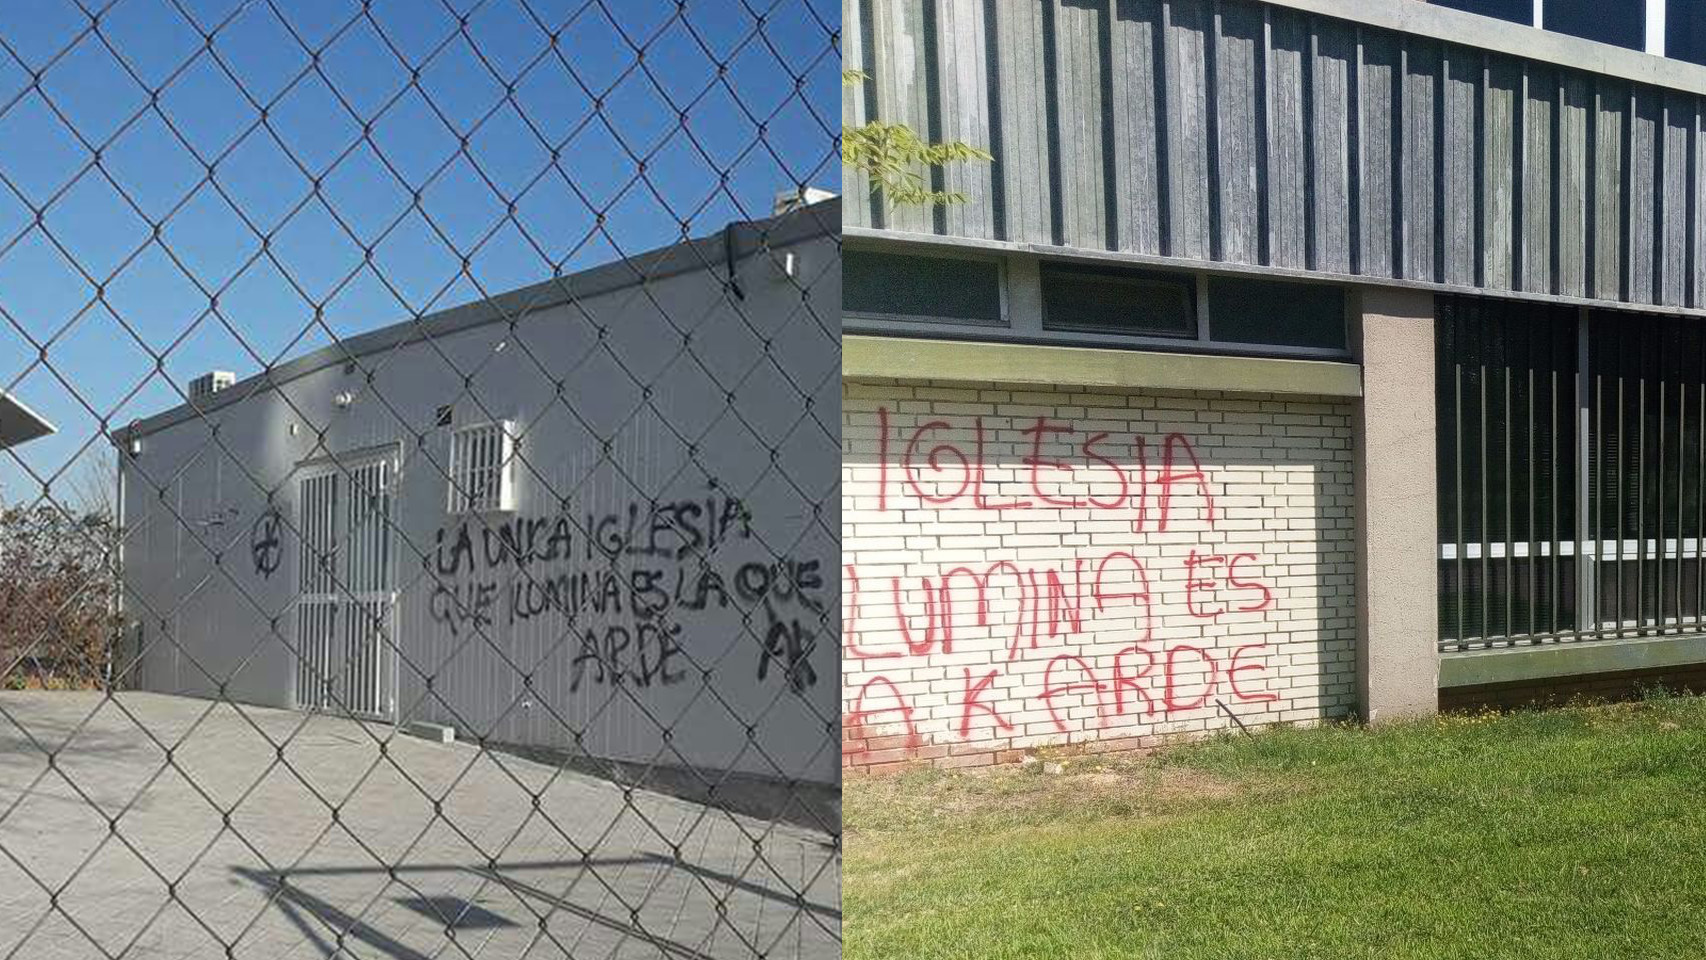 LA UNICA IGLESIA
QUE ILUMINA ES LA QUE
ARDE
IGLESIA
LUMINA ES
A K ARDE